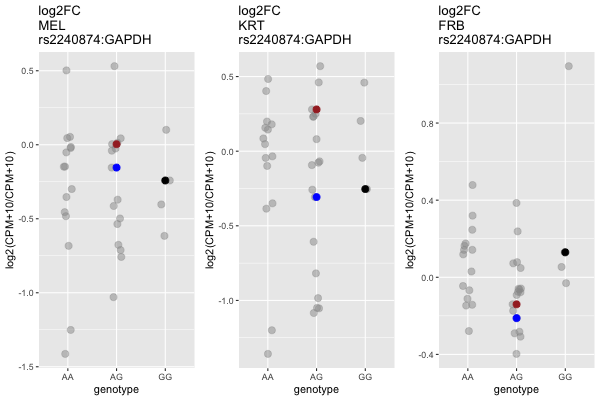 log2FC
MEL
rs2240874:GAPDH
log2(CPM+10/CPM+10)
0.5
0.0
-0.5
-1.0
-1.5
AA
AG
GG
genotype
log2FC
KRT
rs2240874:GAPDH
log2(CPM+10/CPM+10)
0.5
0.0
-0.5
-1.0
AA
AG
GG
genotype
log2FC
FRB
rs2240874:GAPDH
log2(CPM+10/CPM+10)
0.8
0.4
0.0
-0.4
AA
AG
GG
genotype